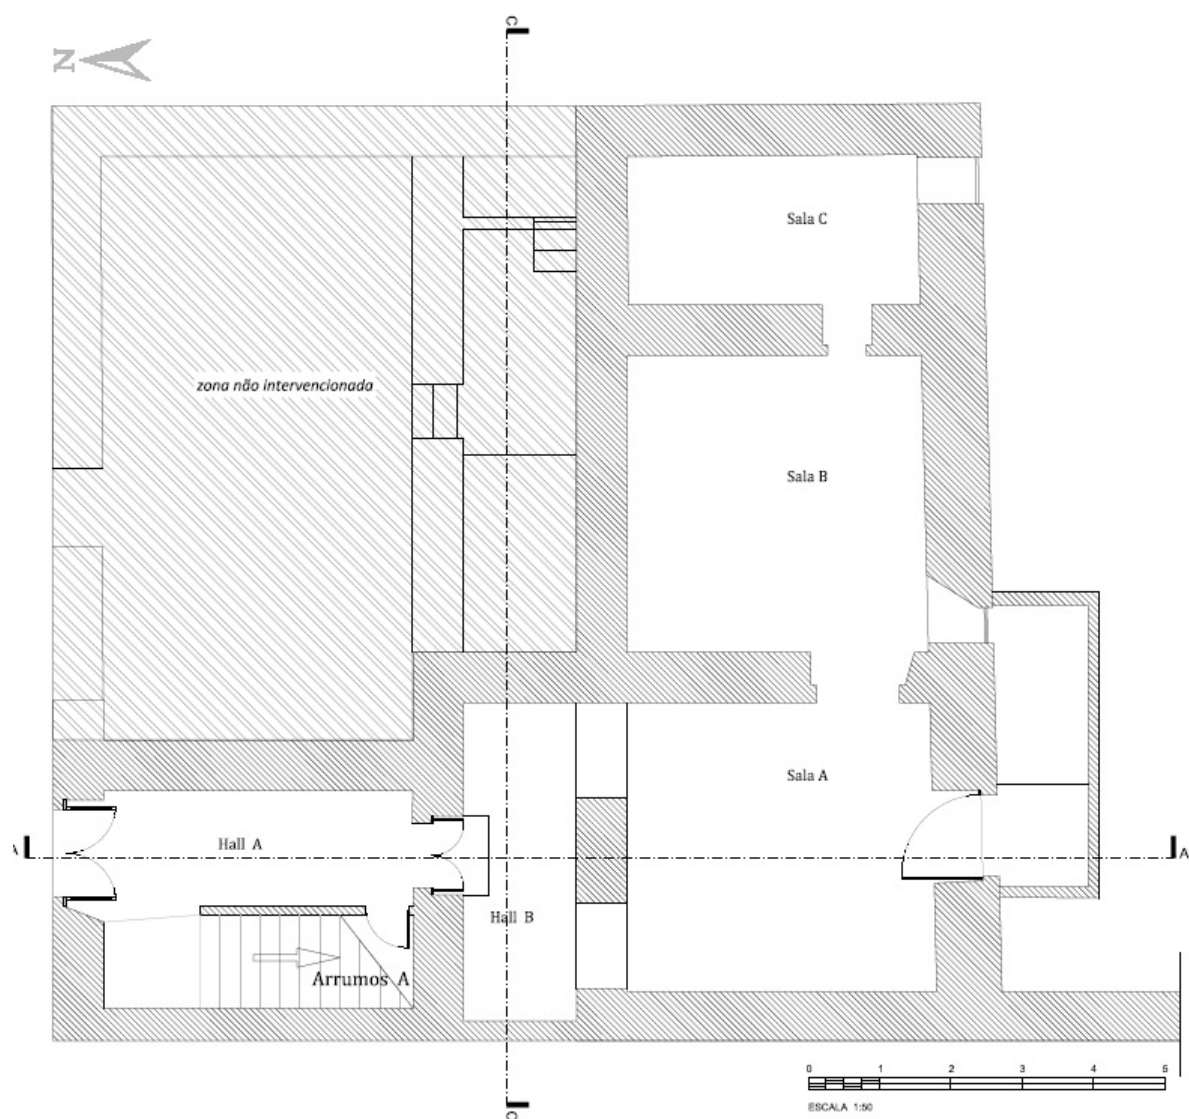 C
N
Sala C
zona não intervencionada
Sala B
Sala A
A
Hall A
A
Hall B
Arrumos A
0 1 2 3 4 5
ESCALA 1:50
C